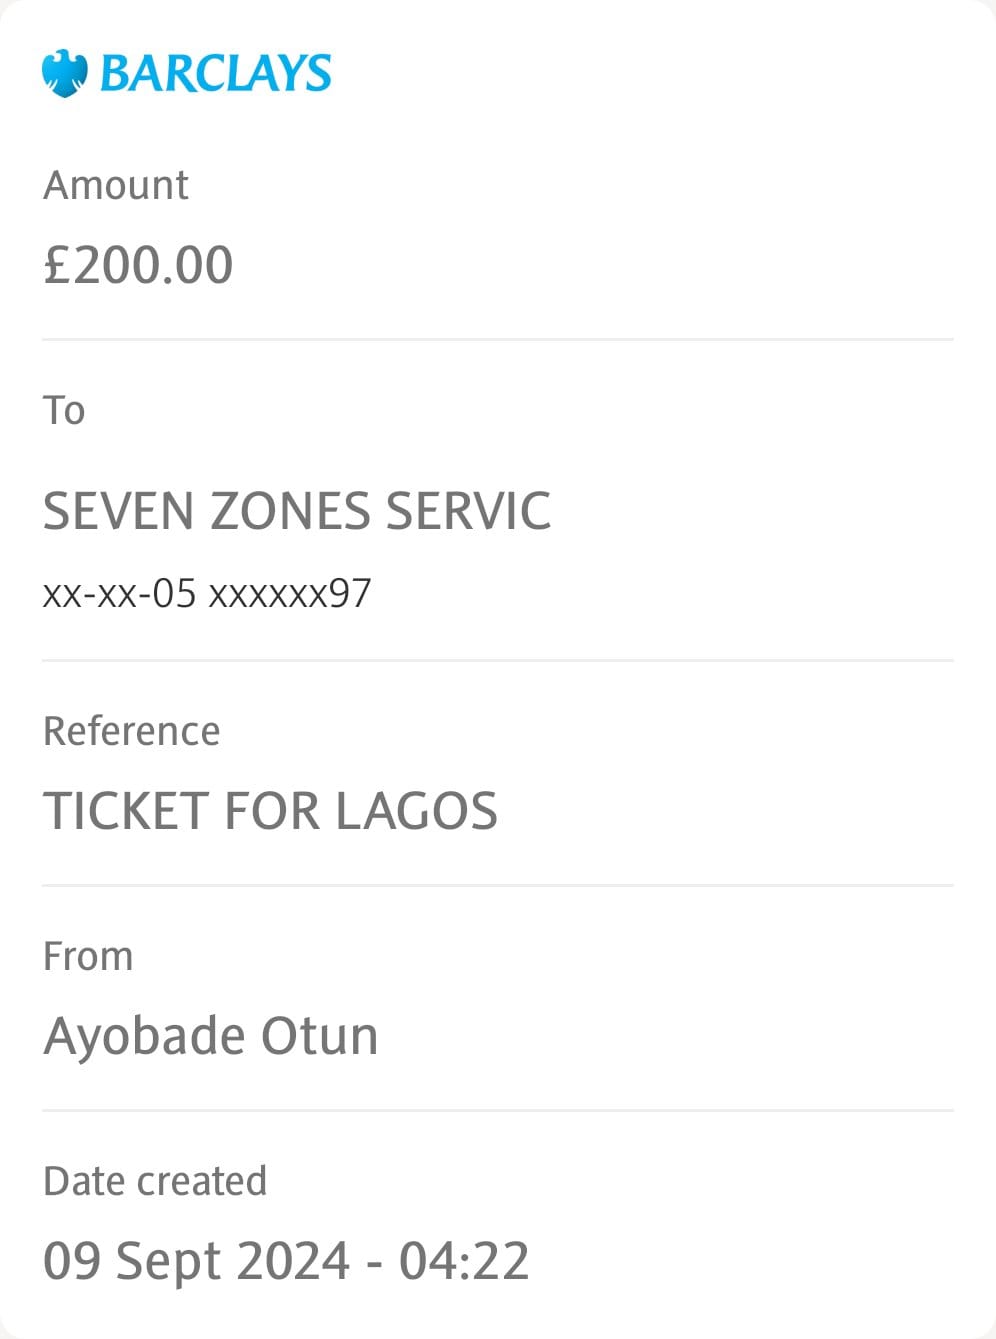 BARCLAYS
Amount
£200.00
To
SEVEN ZONES SERVIC
xx-xx-05 xxxxxx97
Reference
TICKET FOR LAGOS
From
Ayobade Otun
Date created
09 Sept 2024 - 04:22